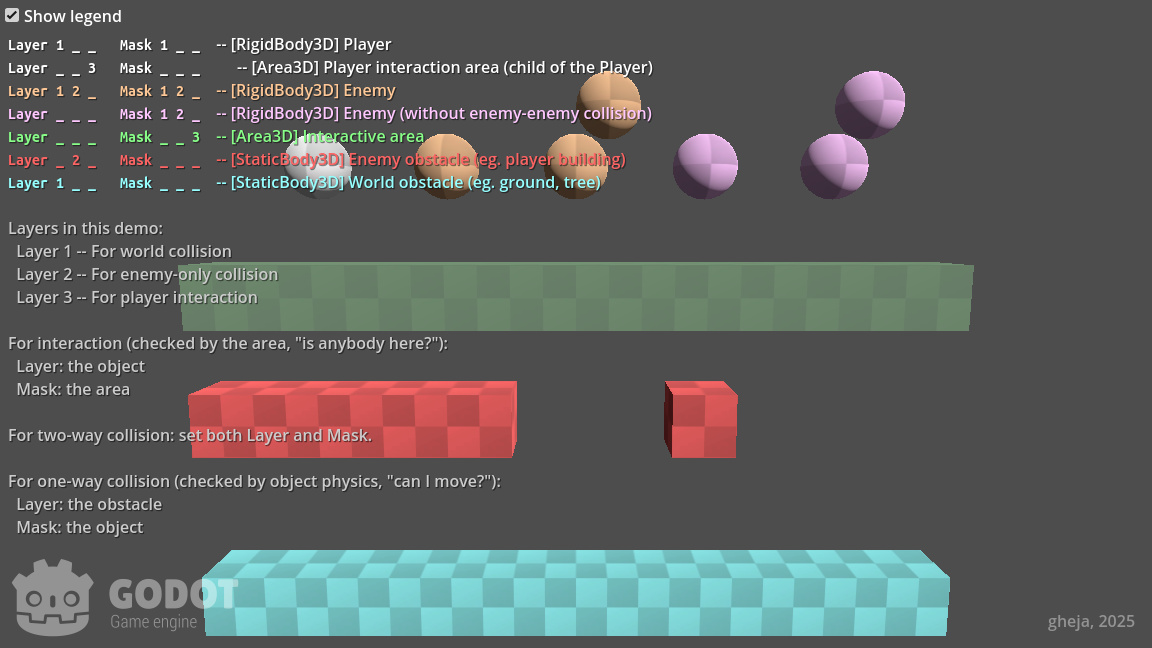 Show legend
Layer 1 _ _   Mask 1 _ _  -- [RigidBody3D] Player
Layer _ _ 3   Mask _ _ _     -- [Area3D] Player interaction area (child of the Player)
Layer 1 2 _   Mask 1 2 _  -- [RigidBody3D] Enemy
Layer _ _ _   Mask 1 2 _  -- [RigidBody3D] Enemy (without enemy-enemy collision)
Layer _ _ _   Mask _ _ 3  -- [Area3D] Interactive area
Layer _ 2 _   Mask _ _ _  -- [StaticBody3D] Enemy obstacle (eg. player building)
Layer 1 _ _   Mask _ _ _  -- [StaticBody3D] World obstacle (eg. ground, tree)
Layers in this demo:
Layer 1 -- For world collision
Layer 2 -- For enemy-only collision
Layer 3 -- For player interaction
For interaction (checked by the area, "is anybody here?"):
Layer: the object
Mask: the area
For two-way collision: set both Layer and Mask.
For one-way collision (checked by object physics, "can I move?"):
Layer: the obstacle
Mask: the object
GODOT
Game engine
gheja, 2025